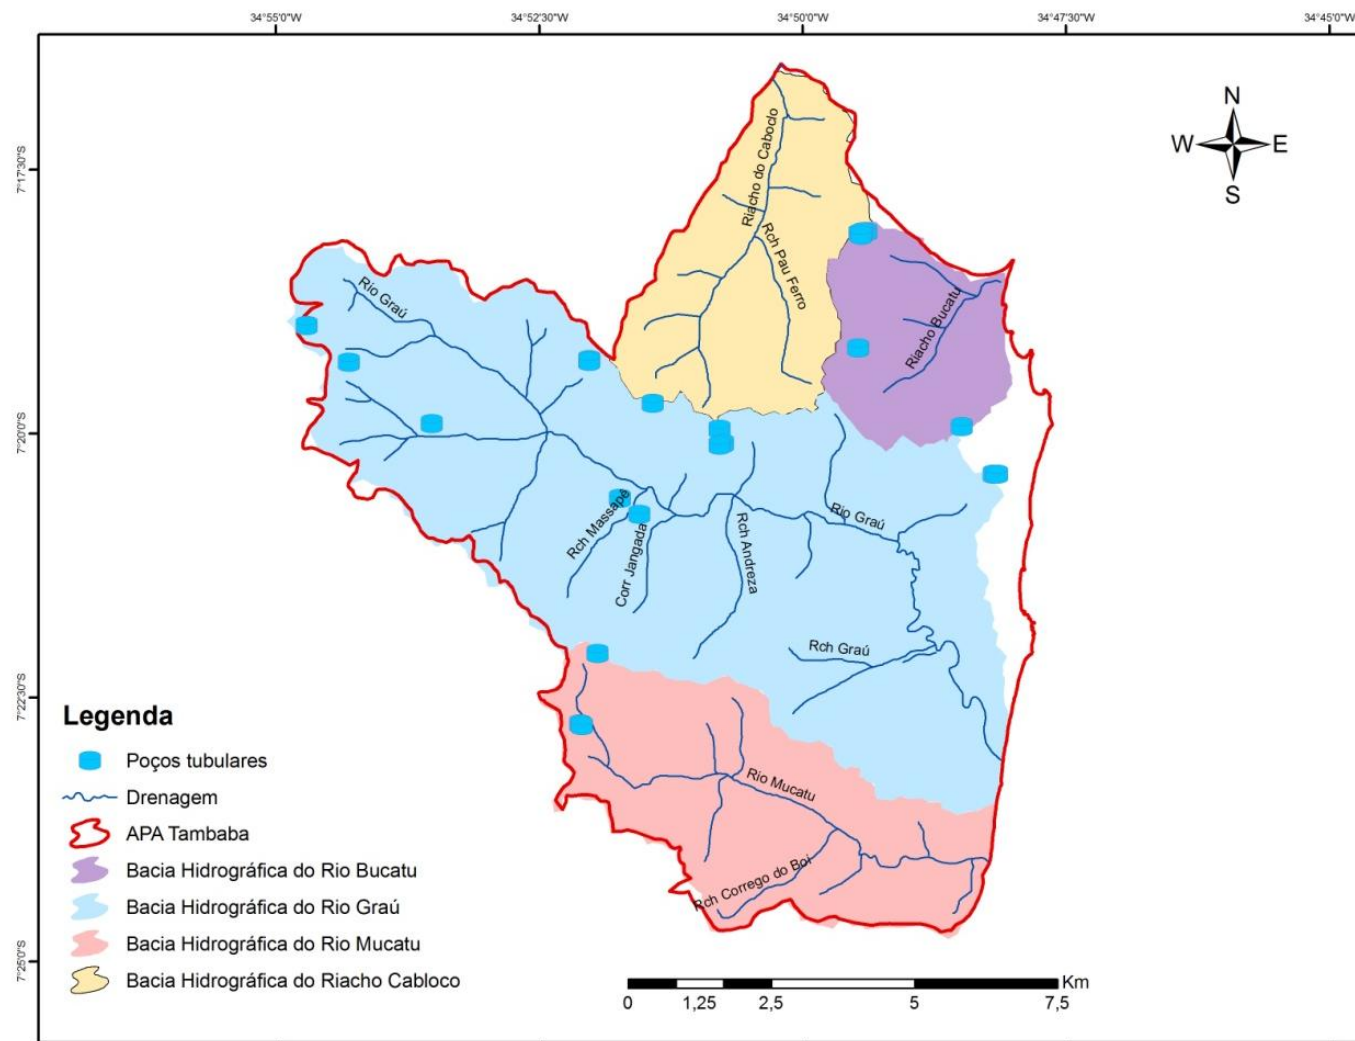 34°55'0"W
34°52'30"W
34°50'0"W
34°47'30"W
34°45'0"W
N
W
E
S
7°17'30"S
7°20'0"S
7°22'30"S
7°25'0"S
Riacho do Caboclo
Rch Pau Ferro
Riacho Bucatu
Rio Graú
Rch Massapê
Corr Jangada
Rch Andreza
Rio Graú
Rch Graú
Rio Mucatu
Rch Corrego do Boi
Legenda
Poços tubulares
Drenagem
APA Tambaba
Bacia Hidrográfica do Rio Bucatu
Bacia Hidrográfica do Rio Graú
Bacia Hidrográfica do Rio Mucatu
Bacia Hidrográfica do Riacho Cabloco
Km
0 1,25 2,5 5 7,5